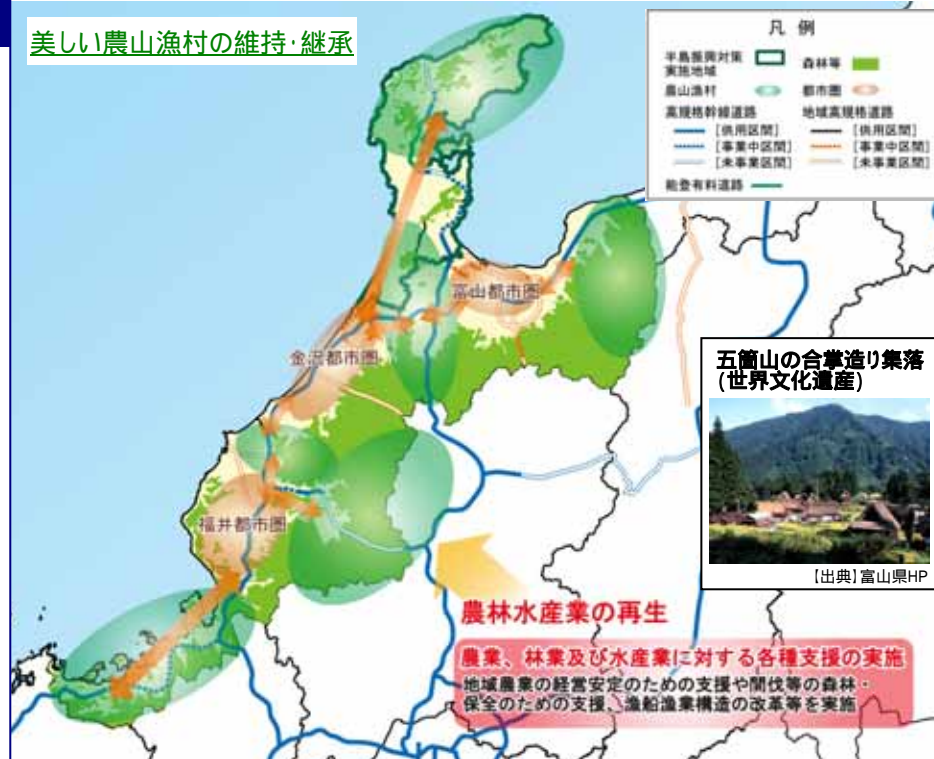 美しい農山漁村の維持・継承
凡 例
半島振興対策
実施地域
森林等
農山漁村
都市圏
高規格幹線道路
地域高規格道路
[供用区間]
[供用区間]
[事業中区間]
[事業中区間]
[未事業区間]
[未事業区間]
能登有料道路
富山都市圏
金沢都市圏
五箇山の合掌造り集落
(世界文化遺産)
福井都市圏
【出典】富山県HP
農林水産業の再生
農業、林業及び水産業に対する各種支援の実施
地域農業の経営安定のための支援や間伐等の森林・
保全のための支援、漁船漁業構造の改革等を実施